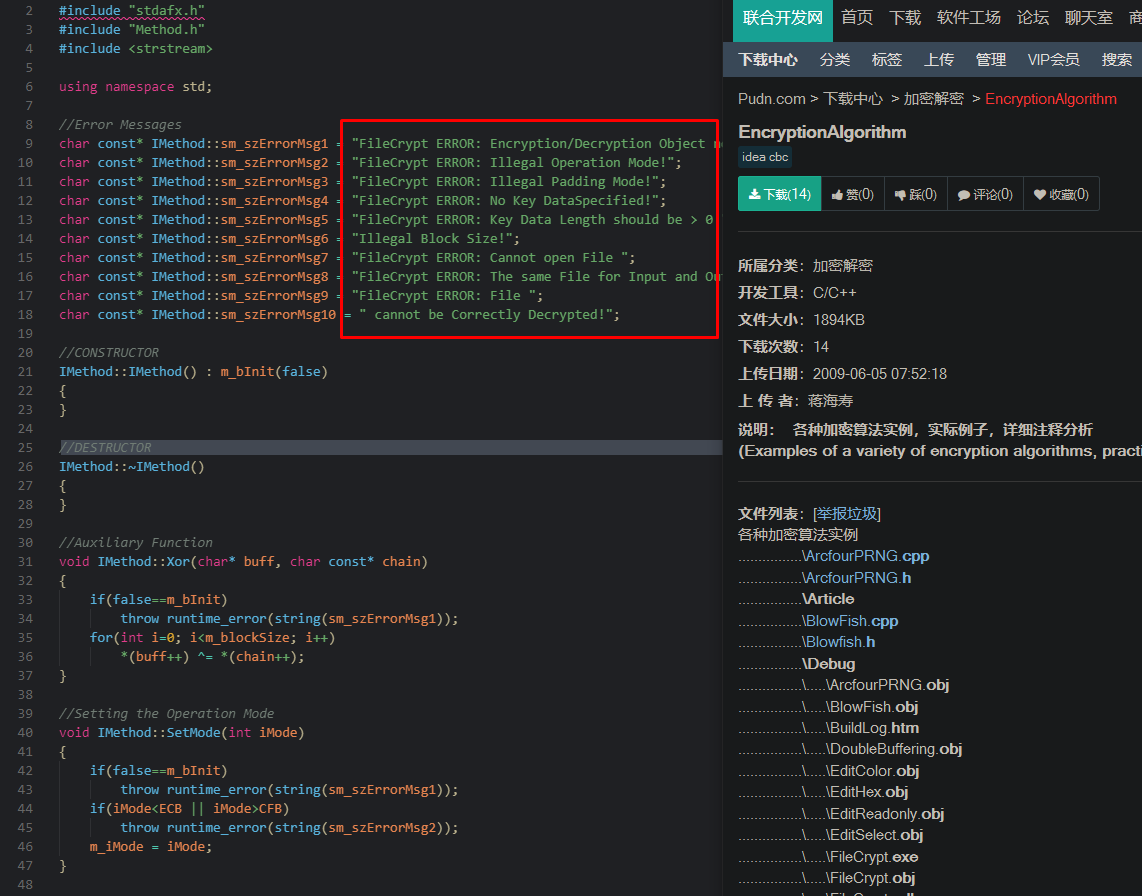 2 #include "stdafx.h"
3 #include "Method.h"
4 #include <strstream>
5
6 using namespace std;
7
8 //Error Messages
9 char const* IMethod::sm_szErrorMsg1 = "FileCrypt ERROR: Encryption/Decryption Object
10 char const* IMethod::sm_szErrorMsg2 = "FileCrypt ERROR: Illegal Operation Mode!";
11 char const* IMethod::sm_szErrorMsg3 = "FileCrypt ERROR: Illegal Padding Mode!";
12 char const* IMethod::sm_szErrorMsg4 = "FileCrypt ERROR: No Key DataSpecified!";
13 char const* IMethod::sm_szErrorMsg5 = "FileCrypt ERROR: Key Data Length should be > 0
14 char const* IMethod::sm_szErrorMsg6 = "Illegal Block Size!";
15 char const* IMethod::sm_szErrorMsg7 = "FileCrypt ERROR: Cannot open File ";
16 char const* IMethod::sm_szErrorMsg8 = "FileCrypt ERROR: The same File for Input and
17 char const* IMethod::sm_szErrorMsg9 = "FileCrypt ERROR: File ";
18 char const* IMethod::sm_szErrorMsg10 = " cannot be Correctly Decrypted!";
19
20 //CONSTRUCTOR
21 IMethod::IMethod() : m_bInit(false)
22 {
23 }
24
25 //DESTRUCTOR
26 IMethod::~IMethod()
27 {
28 }
29
30 //Auxiliary Function
31 void IMethod::Xor(char* buff, char const* chain)
32 {
33 if(false==m_bInit)
34 throw runtime_error(string(sm_szErrorMsg1));
35 for(int i=0; i<m_blockSize; i++)
36 *(buff++) ^= *(chain++);
37 }
38
39 //Setting the Operation Mode
40 void IMethod::SetMode(int iMode)
41 {
42 if(false==m_bInit)
43 throw runtime_error(string(sm_szErrorMsg1));
44 if(iMode<ECB || iMode>CFB)
45 throw runtime_error(string(sm_szErrorMsg2));
46 m_iMode = iMode;
47 }
48
联合开发网 首页 下载 软件工场 论坛 聊天室 商
下载中心 分类 标签 上传 管理 VIP会员 搜索
Pudn.com > 下载中心 > 加密解密 > EncryptionAlgorithm
EncryptionAlgorithm
idea cbc
下载(14) 赞(0) 踩(0) 评论(0) 收藏(0)
所属分类：加密解密
开发工具：C/C++
文件大小：1894KB
下载次数：14
上传日期：2009-06-05 07:52:18
上 传 者：蒋海寿
说明： 各种加密算法实例，实际例子，详细注释分析
(Examples of a variety of encryption algorithms,
文件列表：[举报垃圾]
各种加密算法实例
................\ArcfourPRNG.cpp
................\ArcfourPRNG.h
................\Article
................\BlowFish.cpp
................\Blowfish.h
................\Debug
................\.....\ArcfourPRNG.obj
................\.....\BlowFish.obj
................\.....\BuildLog.htm
................\.....\DoubleBuffering.obj
................\.....\EditColor.obj
................\.....\EditHex.obj
................\.....\EditReadonly.obj
................\.....\EditSelect.obj
................\.....\FileCrypt.exe
................\.....\FileCrypt.obj